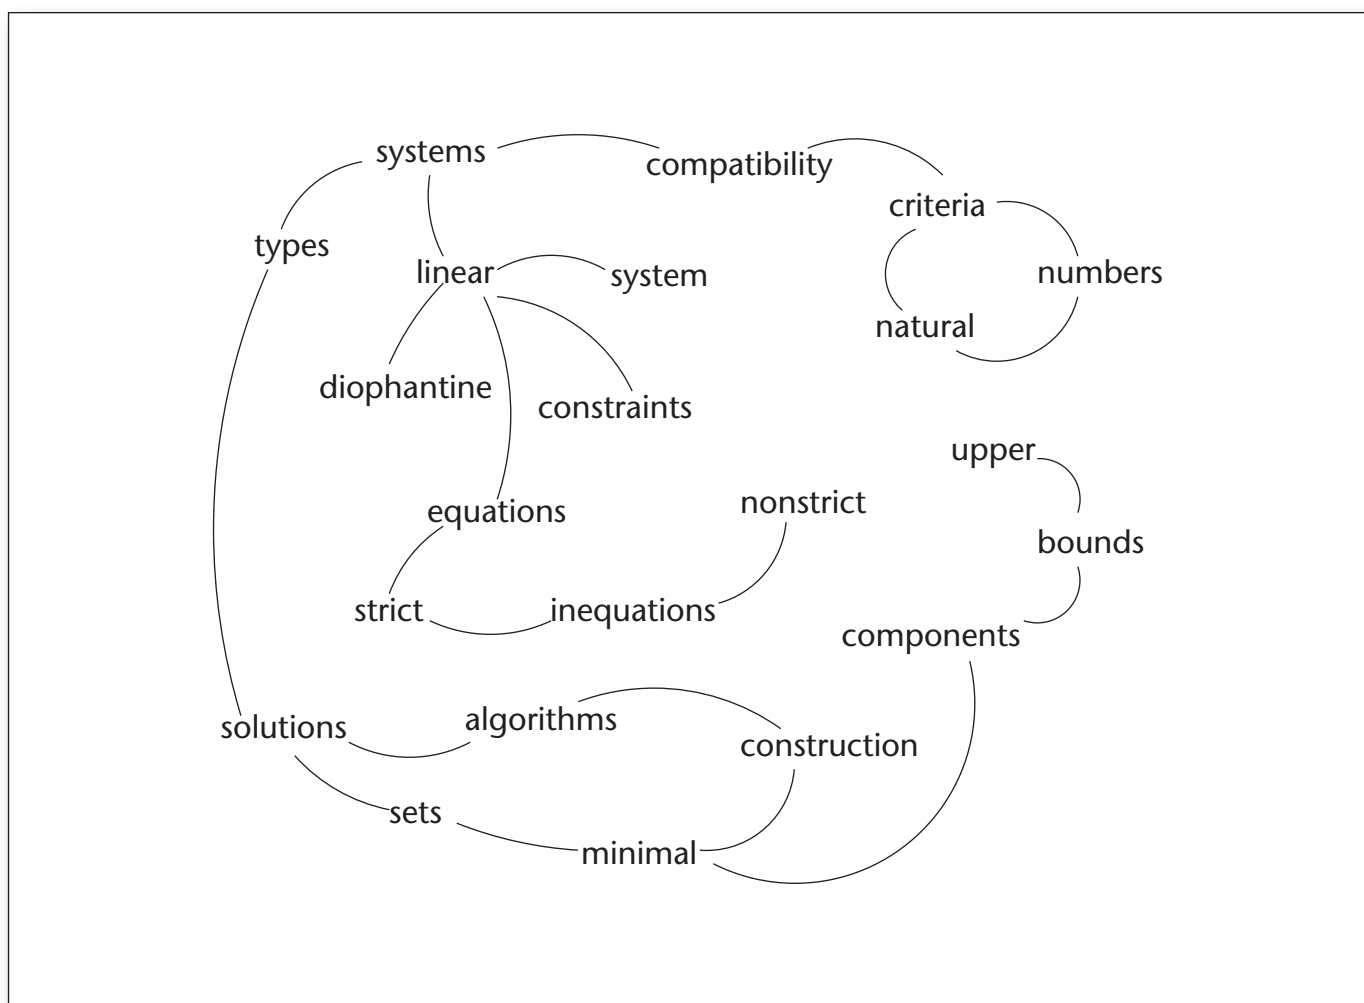 systems
compatibility
criteria
types
linear
system
numbers
natural
diophantine
constraints
upper
equations
nonstrict
bounds
strict
inequations
components
solutions
algorithms
construction
sets
minimal